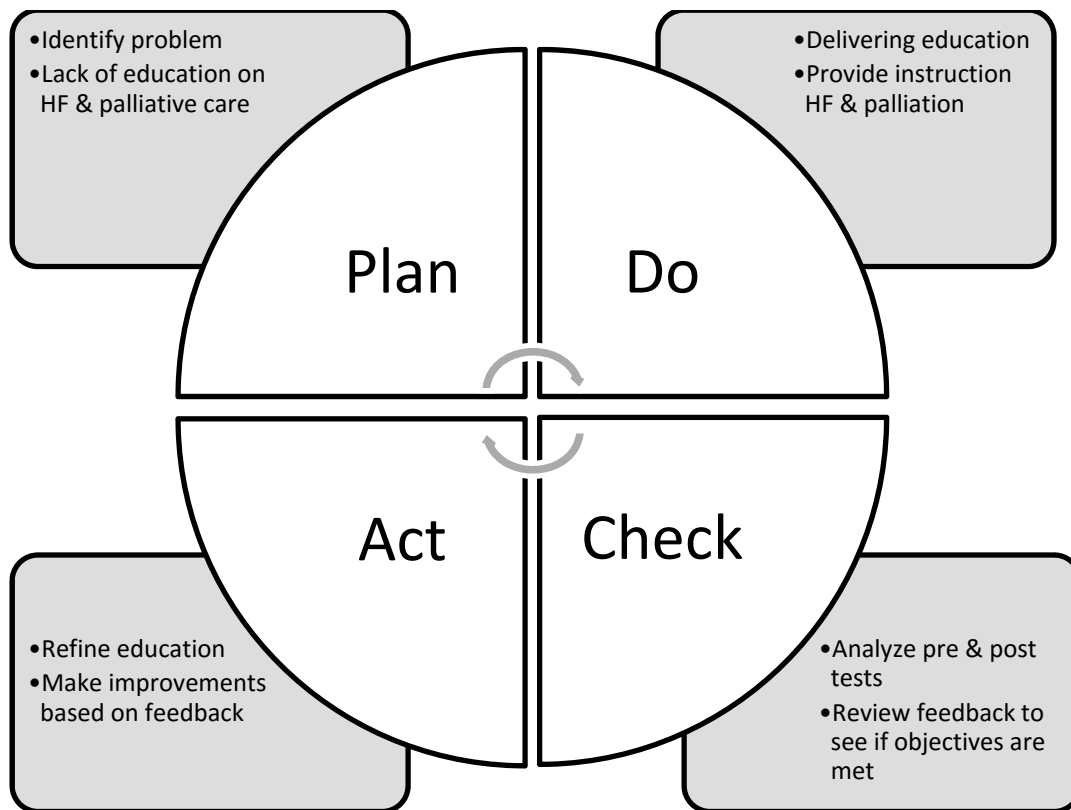 •Identify problem
•Lack of education on
HF & palliative care
•Delivering education
•Provide instruction
HF & palliation
Plan
Do
Act
Check
•Refine education
•Make improvements
based on feedback
•Analyze pre & post
tests
•Review feedback to
see if objectives are
met